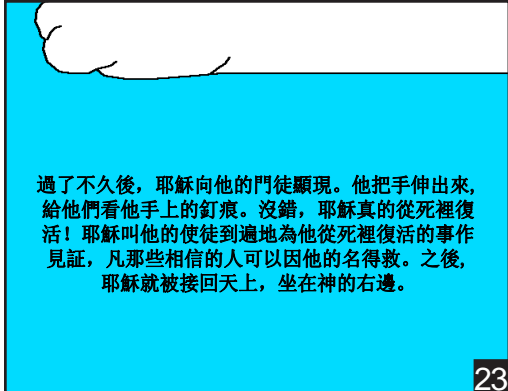 過了不久後，耶穌向他的門徒顯現。他把手伸出來，
給他們看他手上的釘痕。沒錯，耶穌真的從死裡復
活！耶穌叫他的使徒到遍地為他從死裡復活的事作
見証，凡那些相信的人可以因他的名得救。之後，
耶穌就被接回天上，坐在神的右邊。
23